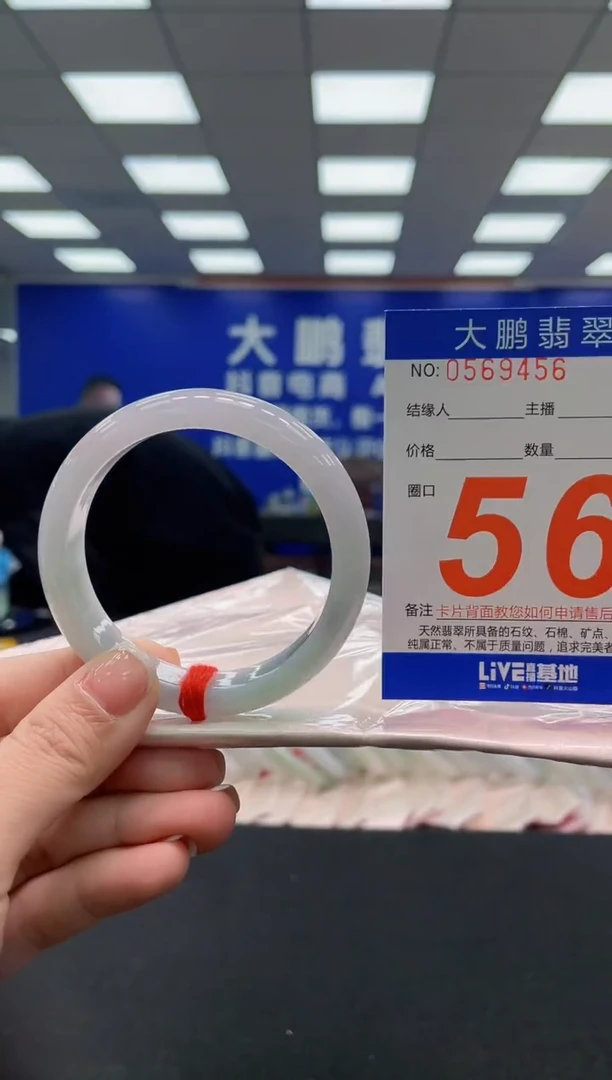 大鹏
大鹏翡翠
NO: 0569456
结缘人 主播
价格 数量
圈口
56
备注 卡片背面教您如何申请售后
天然翡翠所具备的石纹、石棉、矿点、
纯属正常、不属于质量问题，追求完美者
LiVE 基地